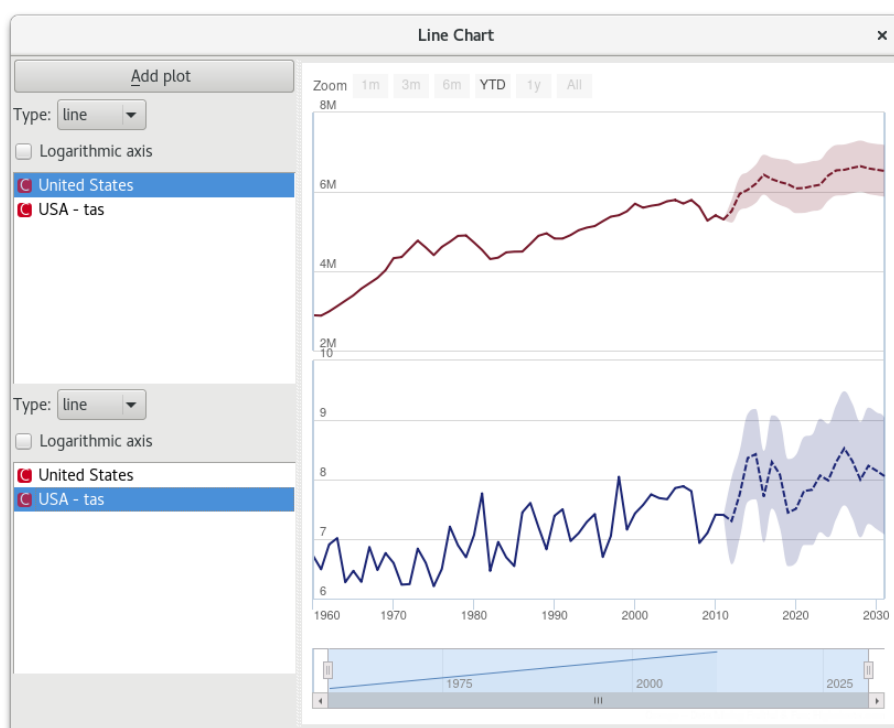 Line Chart ×
Add plot
Type: line
Logarithmic axis
C United States
C USA - tas
Type: line
Logarithmic axis
C United States
C USA - tas
Zoom 1m 3m 6m YTD 1y All
8M
6M
4M
2M
10
9
8
7
6
1960 1970 1980 1990 2000 2010 2020 2030
1975 2000 2025